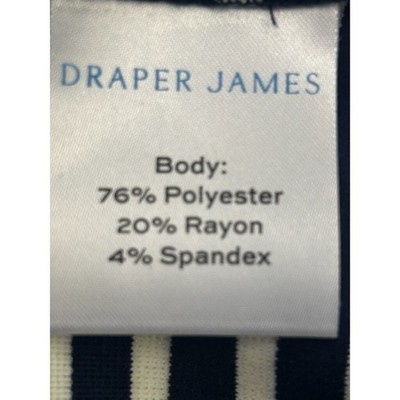 DRAPER JAMES
Body:
76% Polyester
20% Rayon
4% Spandex